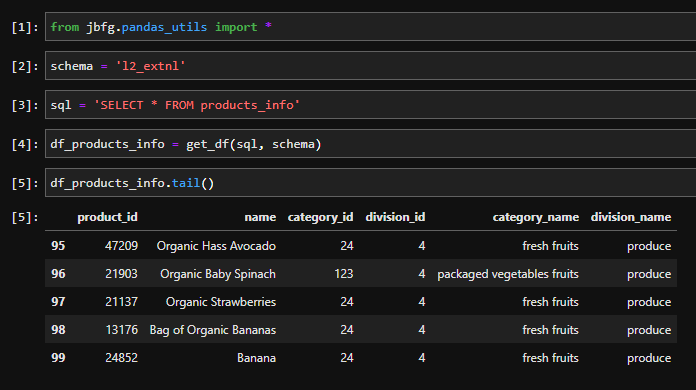 [1]: from jbfg.pandas_utils import *
[2]: schema = 'l2_extnl'
[3]: sql = 'SELECT * FROM products_info'
[4]: df_products_info = get_df(sql, schema)
[5]: df_products_info.tail()
[5]: product_id name category_id division_id category_name division_name
95 47209 Organic Hass Avocado 24 4 fresh fruits produce
96 21903 Organic Baby Spinach 123 4 packaged vegetables fruits produce
97 21137 Organic Strawberries 24 4 fresh fruits produce
98 13176 Bag of Organic Bananas 24 4 fresh fruits produce
99 24852 Banana 24 4 fresh fruits produce